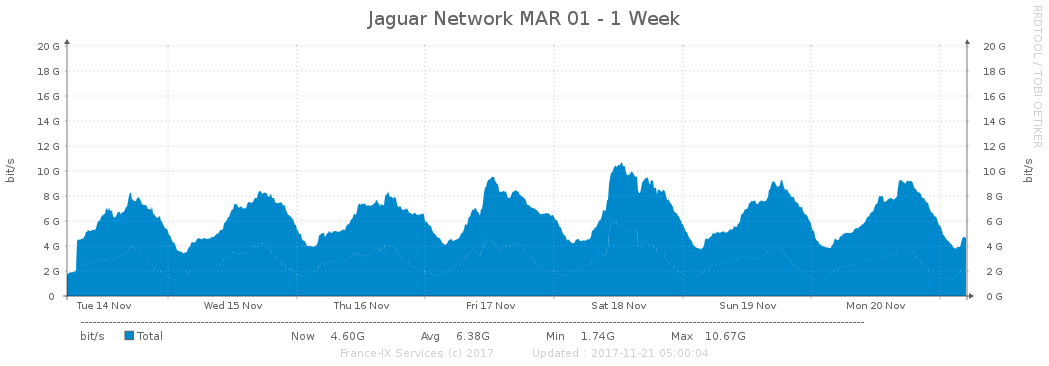 Jaguar Network MAR 01 - 1 Week
RRDTOOL / TOBI OETIKER
20 G 20 G
18 G 18 G
16 G 16 G
14 G 14 G
12 G 12 G
10 G 10 G
8 G 8 G
6 G 6 G
4 G 4 G
2 G 2 G
0 0 G
bit/s bit/s
Tue 14 Nov Wed 15 Nov Thu 16 Nov Fri 17 Nov Sat 18 Nov Sun 19 Nov Mon 20 Nov
bit/s Total Now 4.60G Avg 6.38G Min 1.74G Max 10.67G
France-IX Services (c) 2017 Updated : 2017-11-21 05:00:04